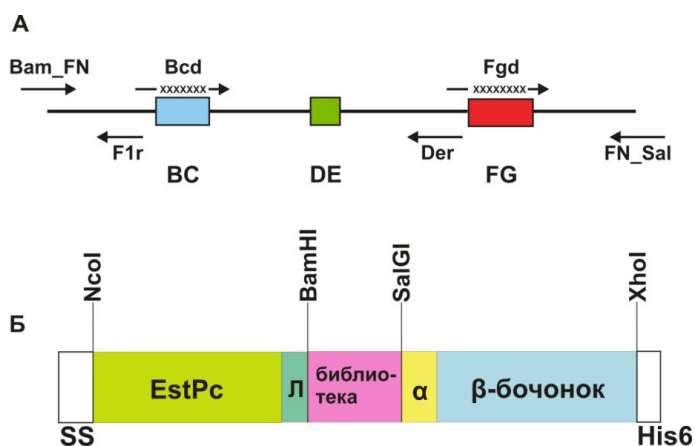 А
Bam_FN
Bcd
Fgd
xxxxxxx
xxxxxxxx
F1r
Der
FN_Sal
BC
DE
FG
Б
NcoI
BamHI
SalGI
XhoI
EstPc
Л
библио-
тека
α
β-бочонок
SS
His6